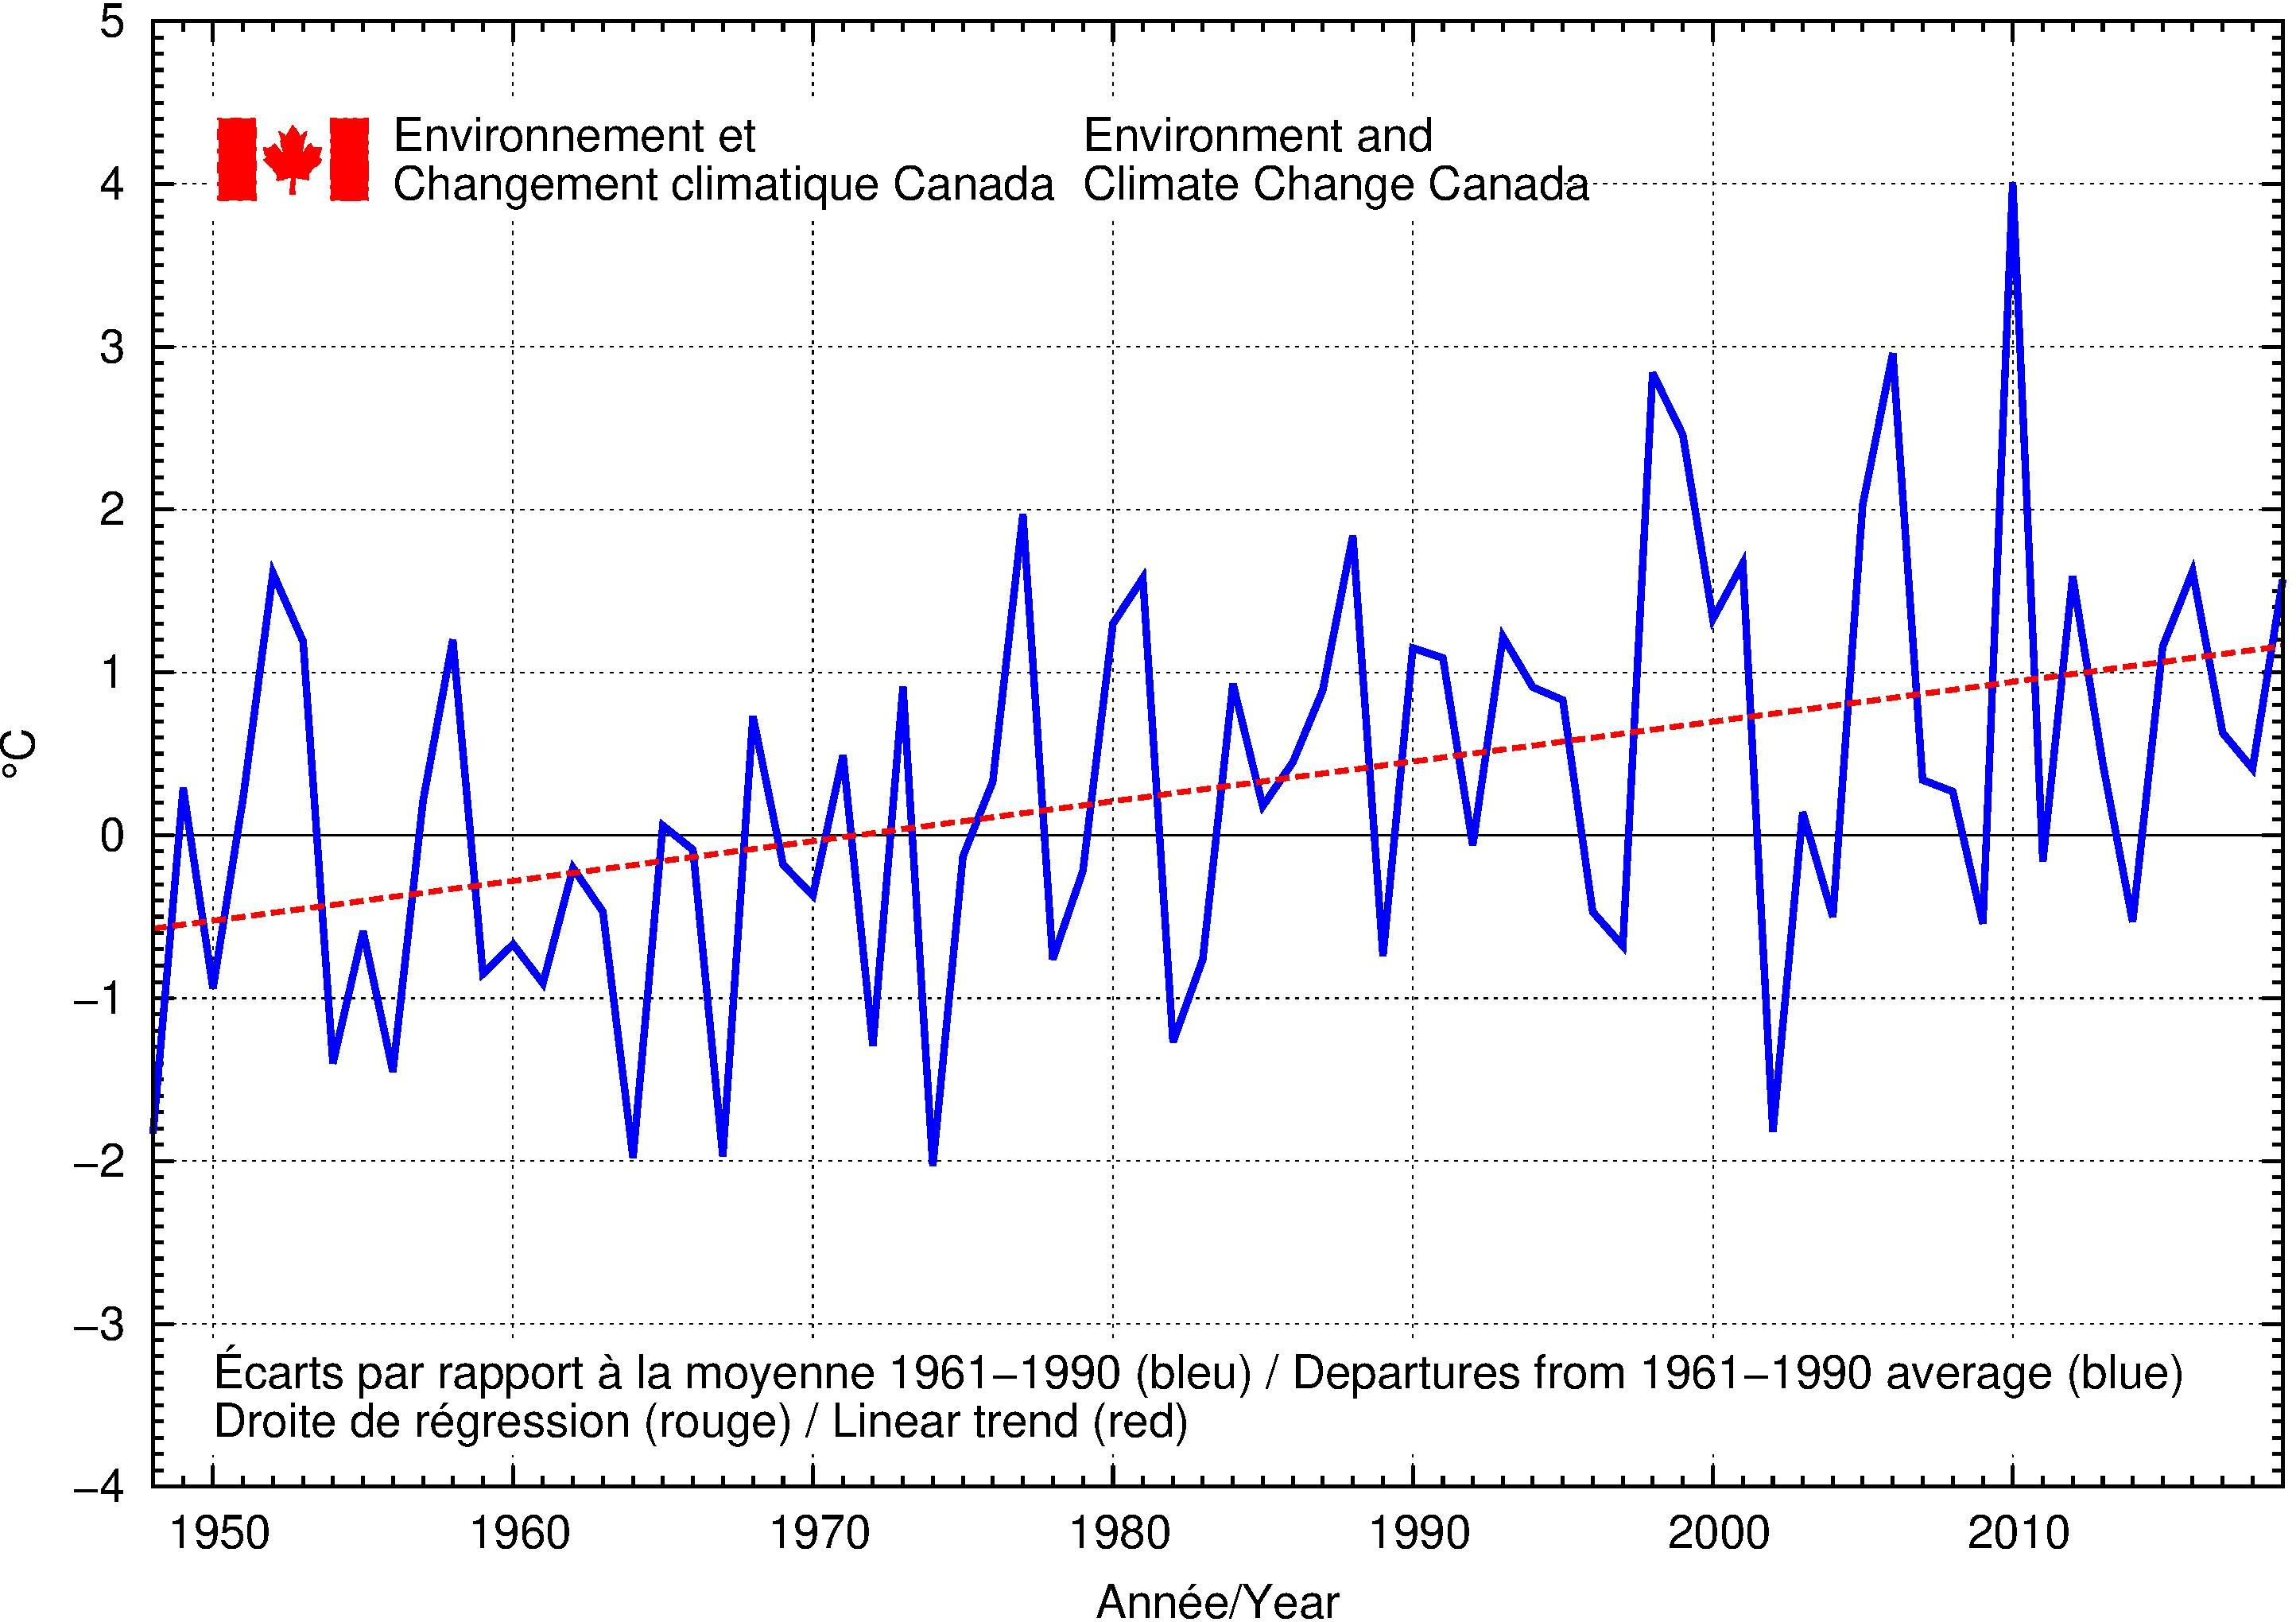 5
Environnement et
Changement climatique Canada
Environment and
Climate Change Canada
4
3
2
1
0
−1
−2
−3
−4
°C
Écarts par rapport à la moyenne 1961−1990 (bleu) / Departures from 1961−1990 average (blue)
Droite de régression (rouge) / Linear trend (red)
1950 1960 1970 1980 1990 2000 2010
Année/Year